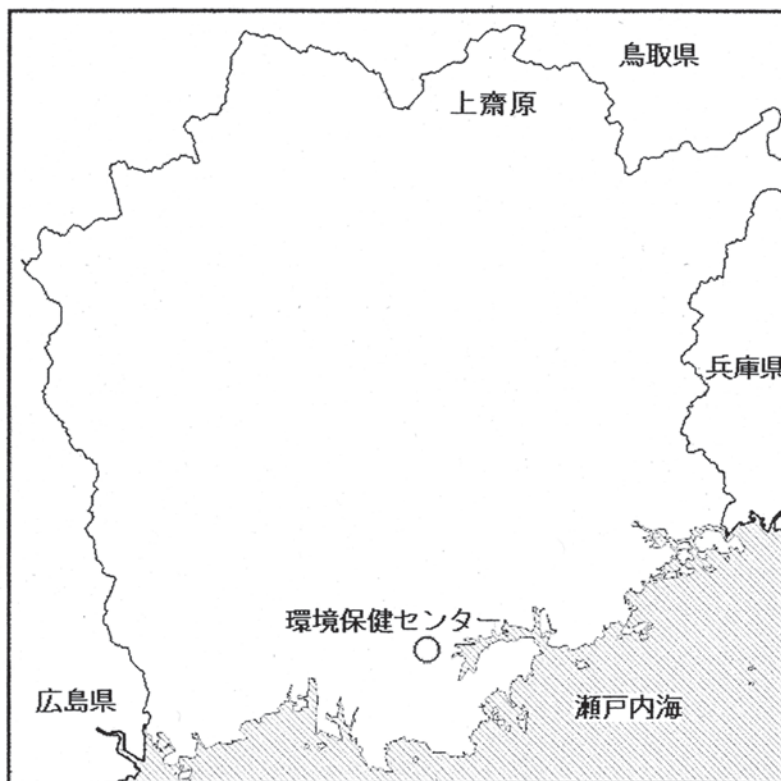 鳥取県
上齋原
兵庫県
環境保健センター
広島県
瀬戸内海